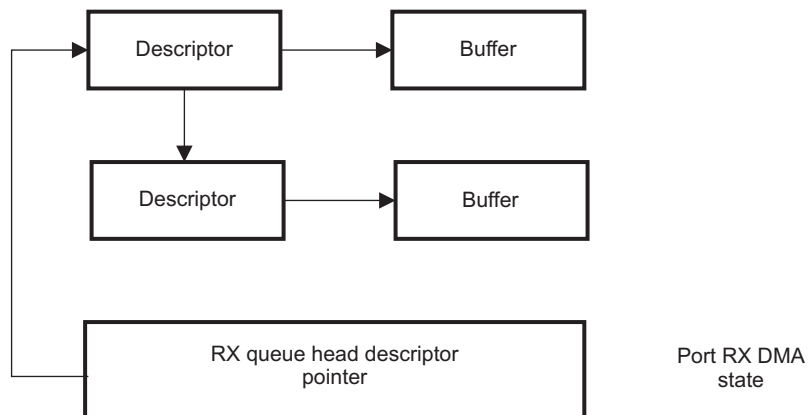 Descriptor
Buffer
Descriptor
Buffer
RX queue head descriptor
pointer
Port RX DMA
state